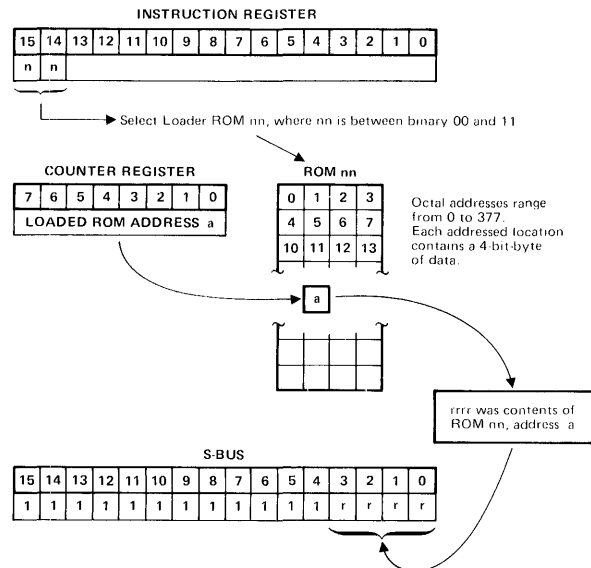 INSTRUCTION REGISTER
15 14 13 12 11 10 9 8 7 6 5 4 3 2 1 0
n n
Select Loader ROM nn, where nn is between binary 00 and 11
COUNTER REGISTER
7 6 5 4 3 2 1 0
LOADED ROM ADDRESS a
ROM nn
0 1 2 3
4 5 6 7
10 11 12 13
Octal addresses range
from 0 to 377.
Each addressed location
contains a 4-bit-byte
of data.
a
rrrr was contents of
ROM nn, address a
S-BUS
15 14 13 12 11 10 9 8 7 6 5 4 3 2 1 0
1 1 1 1 1 1 1 1 1 1 1 1 r r r r